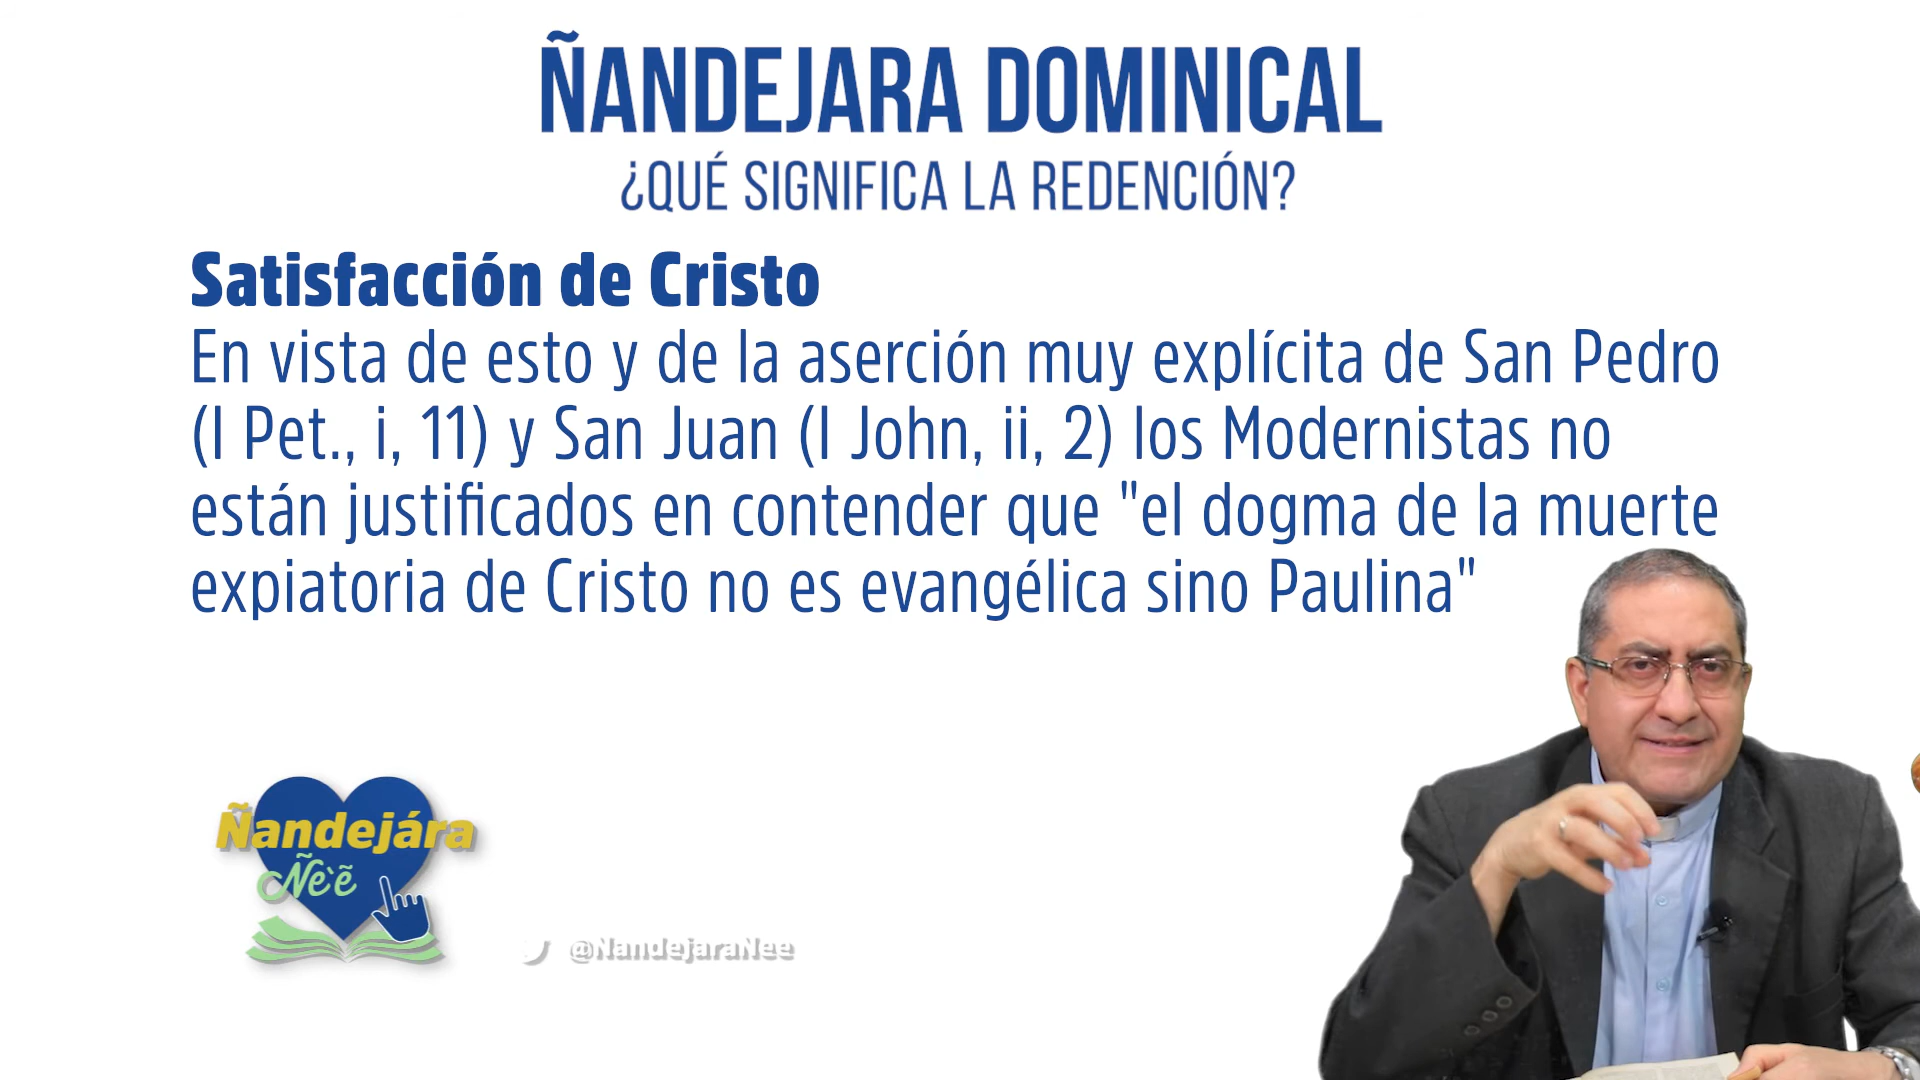 ÑANDEJARA DOMINICAL
¿QUÉ SIGNIFICA LA REDENCIÓN?
Satisfacción de Cristo
En vista de esto y de la aserción muy explícita de San Pedro
(I Pet., i, 11) y San Juan (I John, ii, 2) los Modernistas no
están justificados en contender que "el dogma de la muerte
expiatoria de Cristo no es evangélica sino Paulina"
Ñandejára
Ñe'ẽ
@NandejaraNee